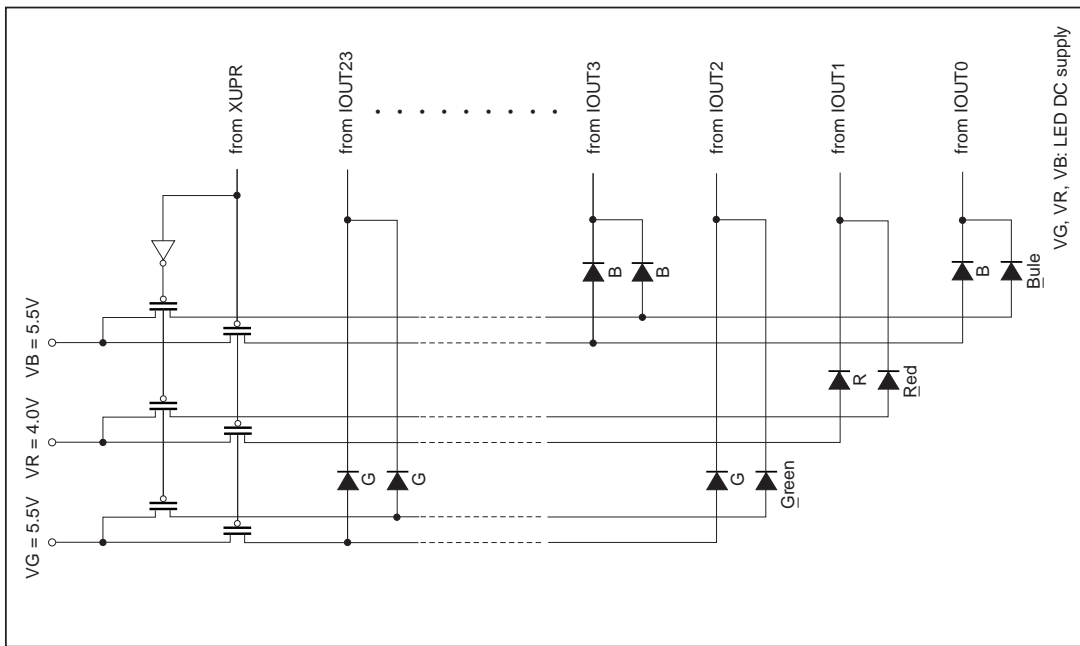 from XUPR
from IOUT23
from IOUT3
from IOUT2
from IOUT1
from IOUT0
VG, VR, VB: LED DC supply
VB = 5.5V
VR = 4.0V
VG = 5.5V
B
B
B
Bule
R
Red
G
G
G
Green